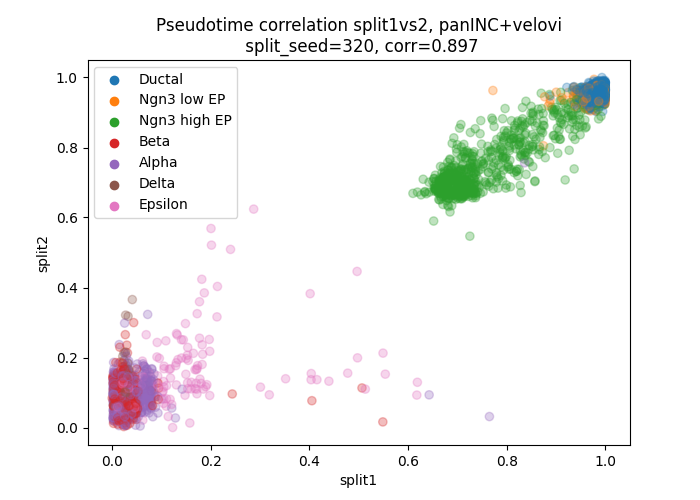 Pseudotime correlation split1vs2, panINC+velovi
split_seed=320, corr=0.897
Ductal
Ngn3 low EP
Ngn3 high EP
Beta
Alpha
Delta
Epsilon
split2
1.0
0.8
0.6
0.4
0.2
0.0
0.0 0.2 0.4 0.6 0.8 1.0
split1